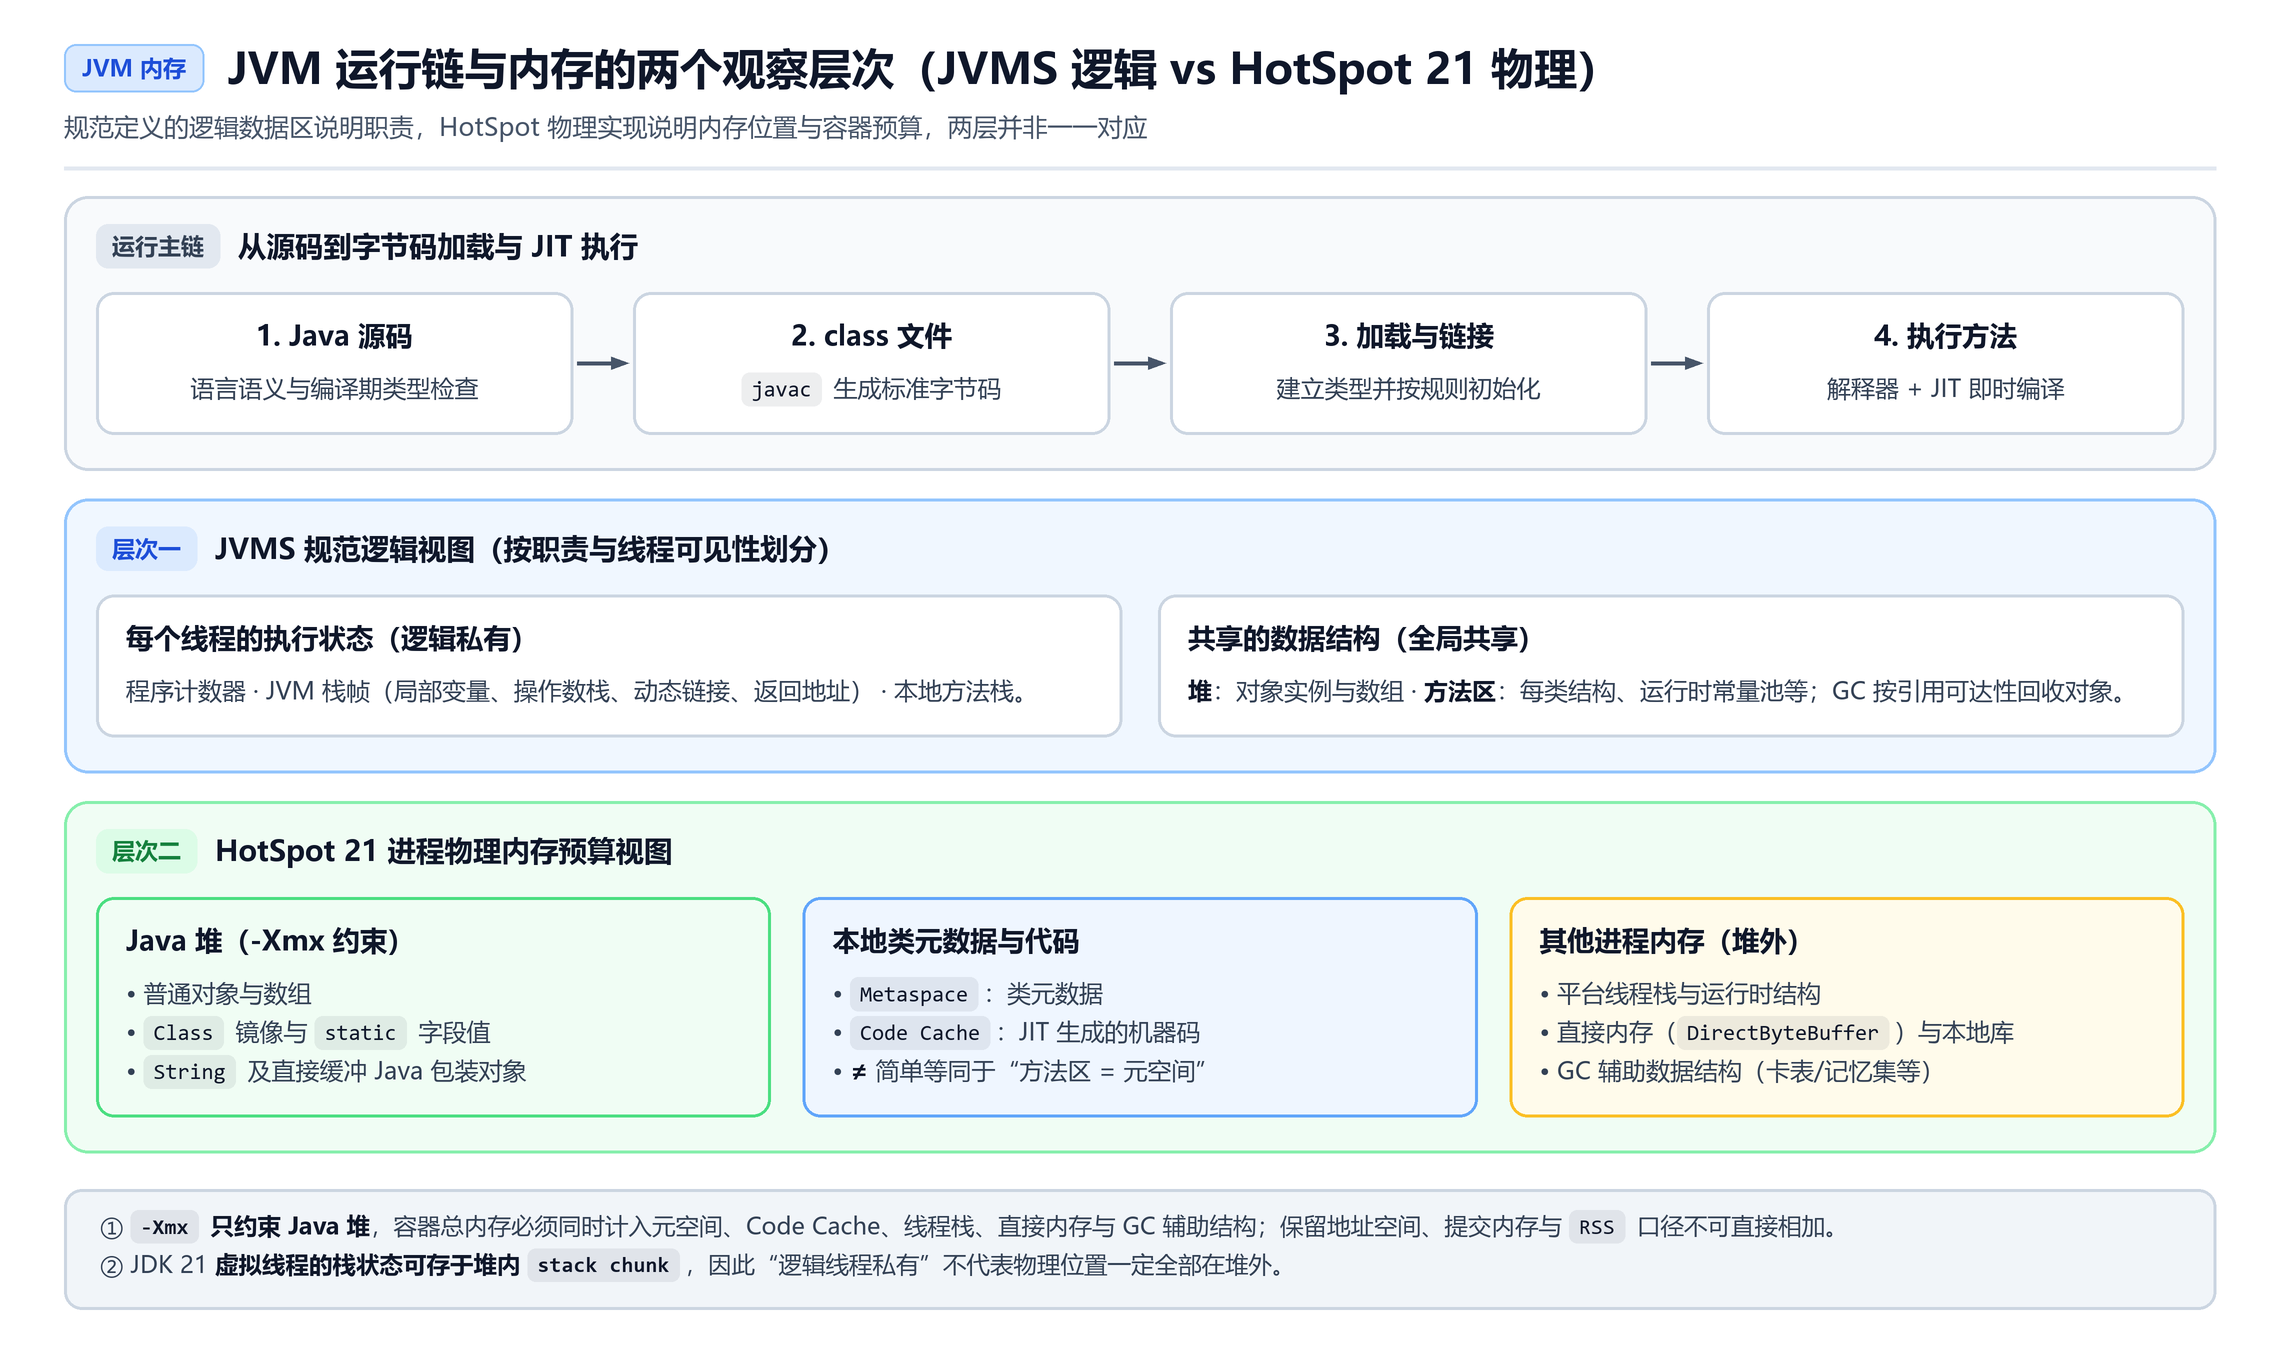 JVM 内存
JVM 运行链与内存的两个观察层次（JVMS 逻辑 vs HotSpot 21 物理）
规范定义的逻辑数据区说明职责，HotSpot 物理实现说明内存位置与容器预算，两层并非一一对应
运行主链
从源码到字节码加载与 JIT 执行
1. Java 源码
语言语义与编译期类型检查
2. class 文件
javac 生成标准字节码
3. 加载与链接
建立类型并按规则初始化
4. 执行方法
解释器 + JIT 即时编译
层次一
JVMS 规范逻辑视图（按职责与线程可见性划分）
每个线程的执行状态（逻辑私有）
程序计数器 · JVM 栈帧（局部变量、操作数栈、动态链接、返回地址） · 本地方法栈。
共享的数据结构（全局共享）
堆：对象实例与数组 · 方法区：每类结构、运行时常量池等；GC 按引用可达性回收对象。
层次二
HotSpot 21 进程物理内存预算视图
Java 堆（-Xmx 约束）
• 普通对象与数组
• Class 镜像与 static 字段值
• String 及直接缓冲 Java 包装对象
本地类元数据与代码
• Metaspace ：类元数据
• Code Cache ：JIT 生成的机器码
• ≠ 简单等同于“方法区 = 元空间”
其他进程内存（堆外）
• 平台线程栈与运行时结构
• 直接内存（ DirectByteBuffer ）与本地库
• GC 辅助数据结构（卡表/记忆集等）
① -Xmx 只约束 Java 堆，容器总内存必须同时计入元空间、Code Cache、线程栈、直接内存与 GC 辅助结构；保留地址空间、提交内存与 RSS 口径不可直接相加。
② JDK 21 虚拟线程的栈状态可存于堆内 stack chunk ，因此“逻辑线程私有”不代表物理位置一定全部在堆外。